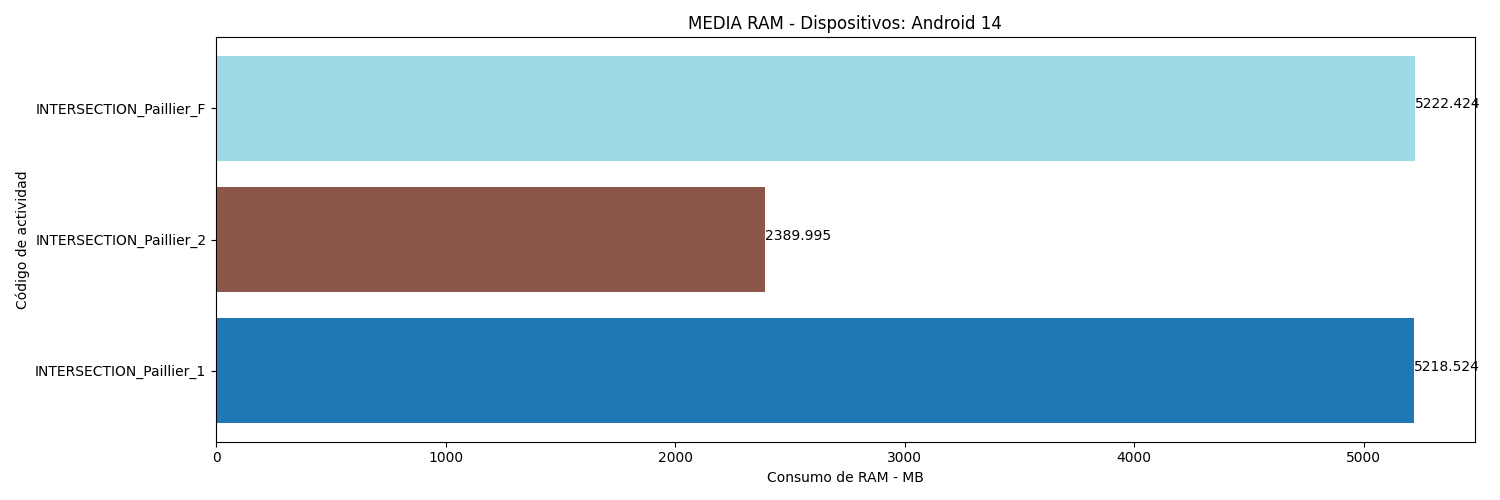 MEDIA RAM - Dispositivos: Android 14
Código de actividad
INTERSECTION_Paillier_F
5222.424
INTERSECTION_Paillier_2
2389.995
INTERSECTION_Paillier_1
5218.524
0 1000 2000 3000 4000 5000
Consumo de RAM - MB